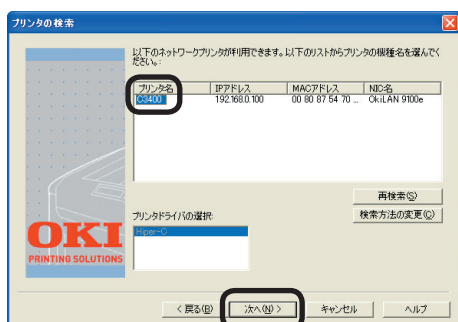 プリンタの検索
以下のネットワークプリンタが利用できます。以下のリストからプリンタの機種名を選んでく
ださい。:
プリンタ名 IPアドレス MACアドレス NIC名
C3400 192.168.0.100 00 80 87 54 70 ... OkiLAN 9100e
再検索(S)
プリンタドライバの選択: 検索方法の変更(C)
Hiper-C
OKI
PRINTING SOLUTIONS
< 戻る(B) 次へ(N) > キャンセル ヘルプ